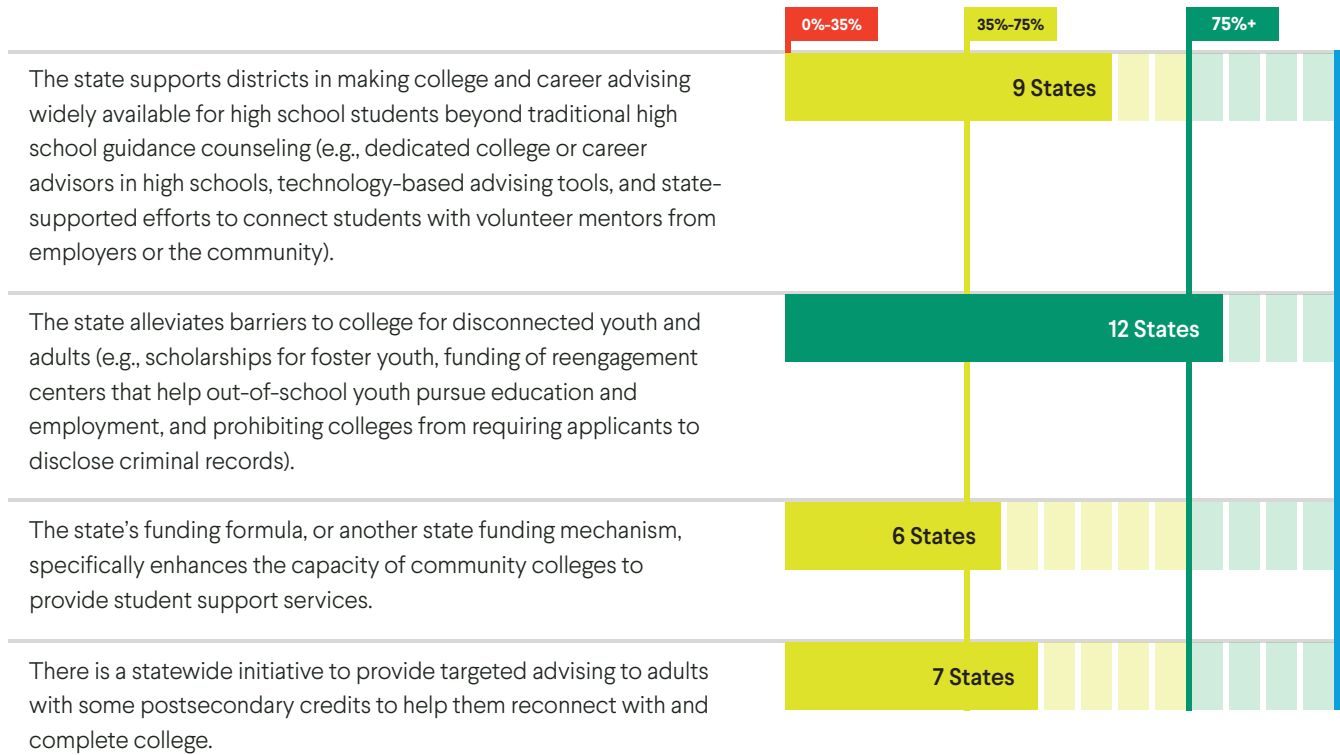 0%-35%
35%-75%
75%+
The state supports districts in making college and career advising
widely available for high school students beyond traditional high
school guidance counseling (e.g., dedicated college or career
advisors in high schools, technology-based advising tools, and state-
supported efforts to connect students with volunteer mentors from
employers or the community).
9 States
The state alleviates barriers to college for disconnected youth and
adults (e.g., scholarships for foster youth, funding of reengagement
centers that help out-of-school youth pursue education and
employment, and prohibiting colleges from requiring applicants to
disclose criminal records).
12 States
The state’s funding formula, or another state funding mechanism,
specifically enhances the capacity of community colleges to
provide student support services.
6 States
There is a statewide initiative to provide targeted advising to adults
with some postsecondary credits to help them reconnect with and
complete college.
7 States